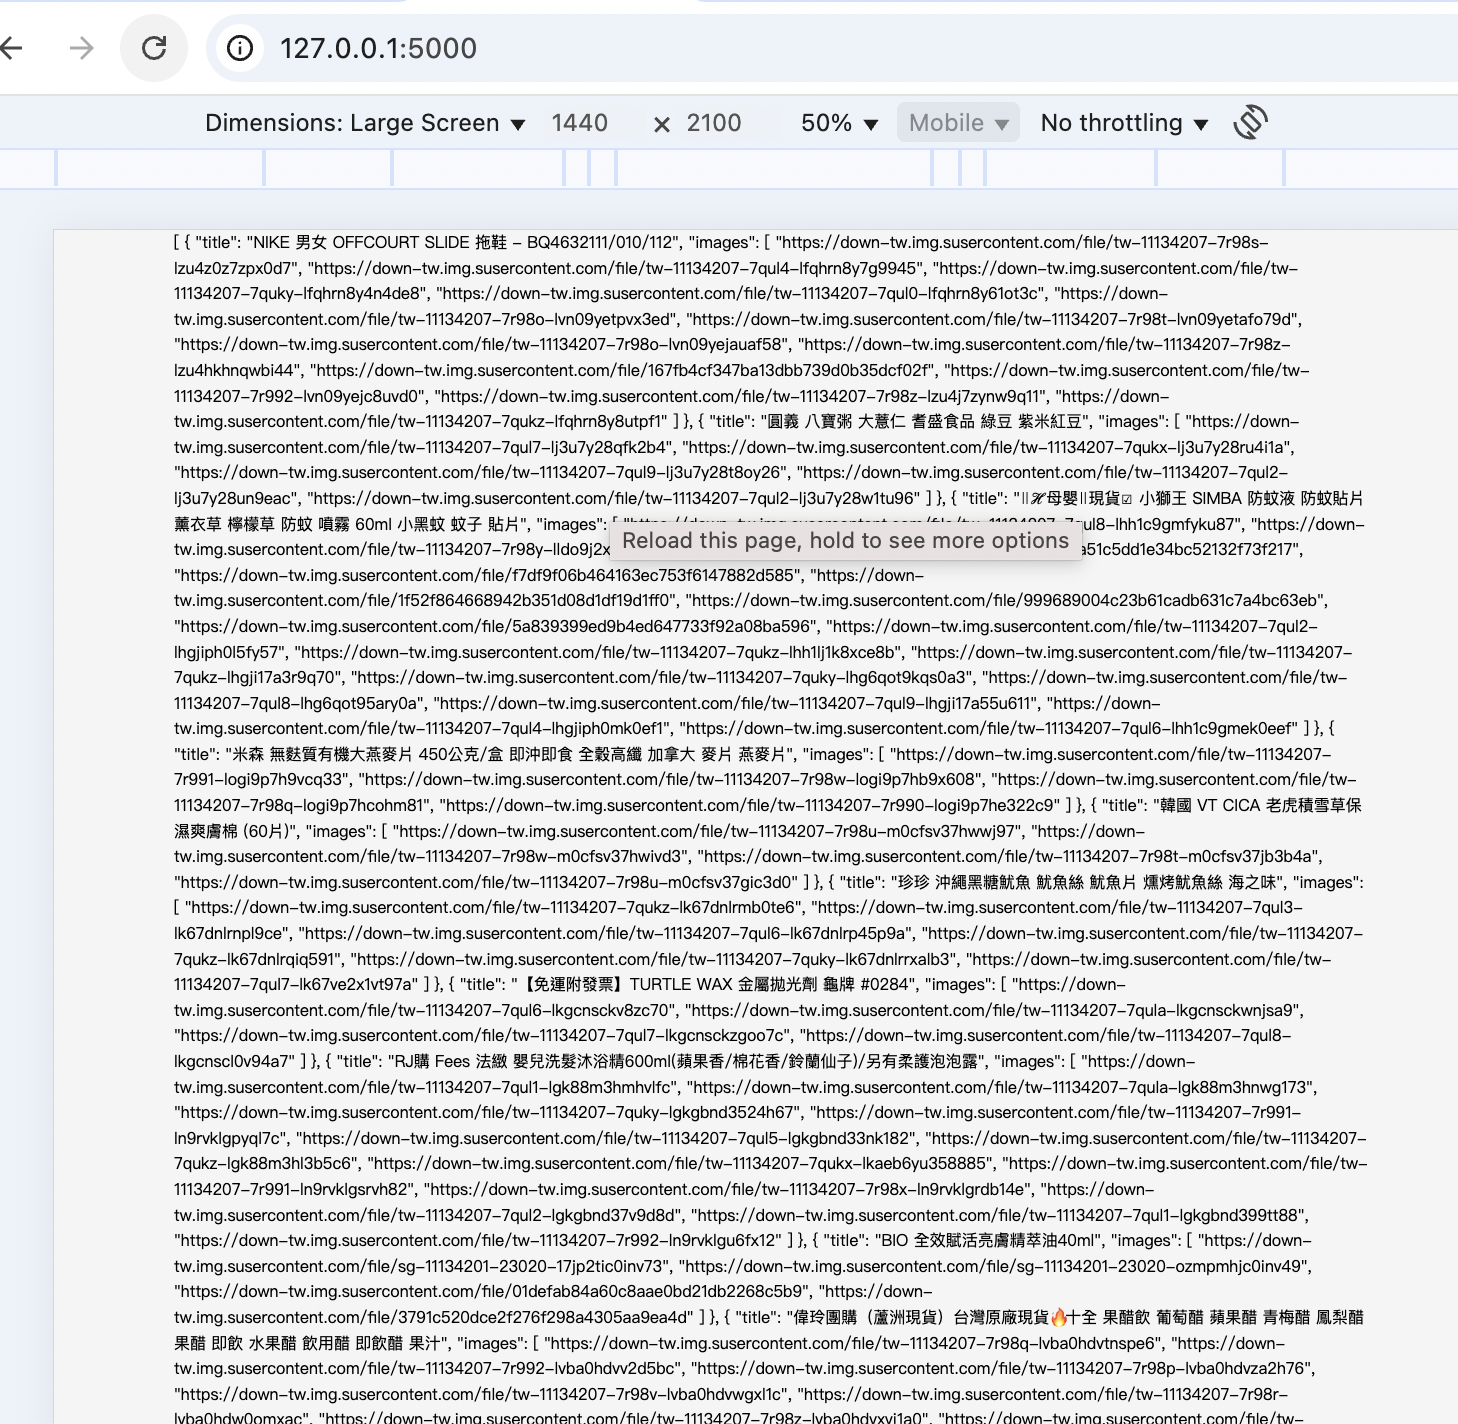 127.0.0.1:5000
Dimensions: Large Screen ▼ 1440 × 2100 50% ▼ Mobile ▼ No throttling ▼
[ { "title": "NIKE 男女 OFFCOURT SLIDE 拖鞋 – BQ4632111/010/112", "images": [ "https://down-tw.img.susercontent.com/file/tw-11134207-7r98s-
lzu4z0z7zpx0d7", "https://down-tw.img.susercontent.com/file/tw-11134207-7qul4-lfqhrn8y7g9945", "https://down-tw.img.susercontent.com/file/tw-
11134207-7quky-lfqhrn8y4n4de8", "https://down-tw.img.susercontent.com/file/tw-11134207-7qul0-lfqhrn8y61ot3c", "https://down-
tw.img.susercontent.com/file/tw-11134207-7r98o-lvn09yetpvx3ed", "https://down-tw.img.susercontent.com/file/tw-11134207-7r98t-lvn09yetafo79d",
"https://down-tw.img.susercontent.com/file/tw-11134207-7r98o-lvn09yejauaf58", "https://down-tw.img.susercontent.com/file/tw-11134207-7r98z-
lzu4hkhnqwbi44", "https://down-tw.img.susercontent.com/file/167fb4cf347ba13dbb739d0b35dcf02f", "https://down-tw.img.susercontent.com/file/tw-
11134207-7r992-lvn09yejc8uvd0", "https://down-tw.img.susercontent.com/file/tw-11134207-7r98z-lzu4j7zynw9q11", "https://down-
tw.img.susercontent.com/file/tw-11134207-7qukz-lfqhrn8y8utpf1" ] }, { "title": "圓義 八寶粥 大薏仁 耆盛食品 綠豆 紫米紅豆", "images": [ "https://down-
tw.img.susercontent.com/file/tw-11134207-7qul7-lj3u7y28qfk2b4", "https://down-tw.img.susercontent.com/file/tw-11134207-7qukx-lj3u7y28ru4i1a",
"https://down-tw.img.susercontent.com/file/tw-11134207-7qul9-lj3u7y28t8oy26", "https://down-tw.img.susercontent.com/file/tw-11134207-7qul2-
lj3u7y28un9eac", "https://down-tw.img.susercontent.com/file/tw-11134207-7qul2-lj3u7y28w1tu96" ] }, { "title": "‖ℋ母嬰‖現貨☑ 小獅王 SIMBA 防蚊液 防蚊貼片
薰衣草 檸檬草 防蚊 噴霧 60ml 小黑蚊 蚊子 貼片", "images": [ "https://down-tw.img.susercontent.com/file/tw-11134207-7qul8-lhh1c9gmfyku87", "https://down-
tw.img.susercontent.com/file/tw-11134207-7r98y-lldo9j2x a51c5dd1e34bc52132f73f217",
Reload this page, hold to see more options
"https://down-tw.img.susercontent.com/file/f7df9f06b464163ec753f6147882d585", "https://down-
tw.img.susercontent.com/file/1f52f864668942b351d08d1df19d1ff0", "https://down-tw.img.susercontent.com/file/999689004c23b61cadb631c7a4bc63eb",
"https://down-tw.img.susercontent.com/file/5a839399ed9b4ed647733f92a08ba596", "https://down-tw.img.susercontent.com/file/tw-11134207-7qul2-
lhgjiph0l5fy57", "https://down-tw.img.susercontent.com/file/tw-11134207-7qukz-lhh1lj1k8xce8b", "https://down-tw.img.susercontent.com/file/tw-11134207-
7qukz-lhgji17a3r9q70", "https://down-tw.img.susercontent.com/file/tw-11134207-7quky-lhg6qot9kqs0a3", "https://down-tw.img.susercontent.com/file/tw-
11134207-7qul8-lhg6qot95ary0a", "https://down-tw.img.susercontent.com/file/tw-11134207-7qul9-lhgji17a55u611", "https://down-
tw.img.susercontent.com/file/tw-11134207-7qul4-lhgjiph0mk0ef1", "https://down-tw.img.susercontent.com/file/tw-11134207-7qul6-lhh1c9gmek0eef" ] }, {
"title": "米森 無麩質有機大燕麥片 450公克/盒 即沖即食 全穀高纖 加拿大 麥片 燕麥片", "images": [ "https://down-tw.img.susercontent.com/file/tw-11134207-
7r991-logi9p7h9vcq33", "https://down-tw.img.susercontent.com/file/tw-11134207-7r98w-logi9p7hb9x608", "https://down-tw.img.susercontent.com/file/tw-
11134207-7r98q-logi9p7hcohm81", "https://down-tw.img.susercontent.com/file/tw-11134207-7r990-logi9p7he322c9" ] }, { "title": "韓國 VT CICA 老虎積雪草保
濕爽膚棉 (60片)", "images": [ "https://down-tw.img.susercontent.com/file/tw-11134207-7r98u-m0cfsv37hwwj97", "https://down-
tw.img.susercontent.com/file/tw-11134207-7r98w-m0cfsv37hwivd3", "https://down-tw.img.susercontent.com/file/tw-11134207-7r98t-m0cfsv37jb3b4a",
"https://down-tw.img.susercontent.com/file/tw-11134207-7r98u-m0cfsv37gic3d0" ] }, { "title": "珍珍 沖繩黑糖魷魚 魷魚絲 魷魚片 燻烤魷魚絲 海之味", "images":
[ "https://down-tw.img.susercontent.com/file/tw-11134207-7qukz-lk67dnlrmb0te6", "https://down-tw.img.susercontent.com/file/tw-11134207-7qul3-
lk67dnlrnpl9ce", "https://down-tw.img.susercontent.com/file/tw-11134207-7qul6-lk67dnlrp45p9a", "https://down-tw.img.susercontent.com/file/tw-11134207-
7qukz-lk67dnlrqiq591", "https://down-tw.img.susercontent.com/file/tw-11134207-7quky-lk67dnlrrxalb3", "https://down-tw.img.susercontent.com/file/tw-
11134207-7qul7-lk67ve2x1vt97a" ] }, { "title": "【免運附發票】TURTLE WAX 金屬拋光劑 龜牌 #0284", "images": [ "https://down-
tw.img.susercontent.com/file/tw-11134207-7qul6-lkgcnsckv8zc70", "https://down-tw.img.susercontent.com/file/tw-11134207-7qula-lkgcnsckwnjsa9",
"https://down-tw.img.susercontent.com/file/tw-11134207-7qul7-lkgcnsckzgoo7c", "https://down-tw.img.susercontent.com/file/tw-11134207-7qul8-
lkgcnscl0v94a7" ] }, { "title": "RJ購 Fees 法緻 嬰兒洗髮沐浴精600ml(蘋果香/棉花香/鈴蘭仙子)/另有柔護泡泡露", "images": [ "https://down-
tw.img.susercontent.com/file/tw-11134207-7qul1-lgk88m3hmhvlfc", "https://down-tw.img.susercontent.com/file/tw-11134207-7qula-lgk88m3hnwg173",
"https://down-tw.img.susercontent.com/file/tw-11134207-7quky-lgkgbnd3524h67", "https://down-tw.img.susercontent.com/file/tw-11134207-7r991-
ln9rvklgpyql7c", "https://down-tw.img.susercontent.com/file/tw-11134207-7qul5-lgkgbnd33nk182", "https://down-tw.img.susercontent.com/file/tw-11134207-
7qukz-lgk88m3hl3b5c6", "https://down-tw.img.susercontent.com/file/tw-11134207-7qukx-lkaeb6yu358885", "https://down-tw.img.susercontent.com/file/tw-
11134207-7r991-ln9rvklgsrvh82", "https://down-tw.img.susercontent.com/file/tw-11134207-7r98x-ln9rvklgrdb14e", "https://down-
tw.img.susercontent.com/file/tw-11134207-7qul2-lgkgbnd37v9d8d", "https://down-tw.img.susercontent.com/file/tw-11134207-7qul1-lgkgbnd399tt88",
"https://down-tw.img.susercontent.com/file/tw-11134207-7r992-ln9rvklgu6fx12" ] }, { "title": "BIO 全效賦活亮膚精萃油40ml", "images": [ "https://down-
tw.img.susercontent.com/file/sg-11134201-23020-17jp2tic0inv73", "https://down-tw.img.susercontent.com/file/sg-11134201-23020-ozmpmhjc0inv49",
"https://down-tw.img.susercontent.com/file/01defab84a60c8aae0bd21db2268c5b9", "https://down-
tw.img.susercontent.com/file/3791c520dce2f276f298a4305aa9ea4d" ] }, { "title": "偉玲團購（蘆洲現貨）台灣原廠現貨🔥十全 果醋飲 葡萄醋 蘋果醋 青梅醋 鳳梨醋
果醋 即飲 水果醋 飲用醋 即飲醋 果汁", "images": [ "https://down-tw.img.susercontent.com/file/tw-11134207-7r98q-lvba0hdvtnspe6", "https://down-
tw.img.susercontent.com/file/tw-11134207-7r992-lvba0hdvv2d5bc", "https://down-tw.img.susercontent.com/file/tw-11134207-7r98p-lvba0hdvza2h76",
"https://down-tw.img.susercontent.com/file/tw-11134207-7r98v-lvba0hdvwgxl1c", "https://down-tw.img.susercontent.com/file/tw-11134207-7r98r-
lvba0hdw0omxac", "https://down-tw.img.susercontent.com/file/tw-11134207-7r98z-lvba0hdvxvi1a0", "https://down-tw.img.susercontent.com/file/tw-